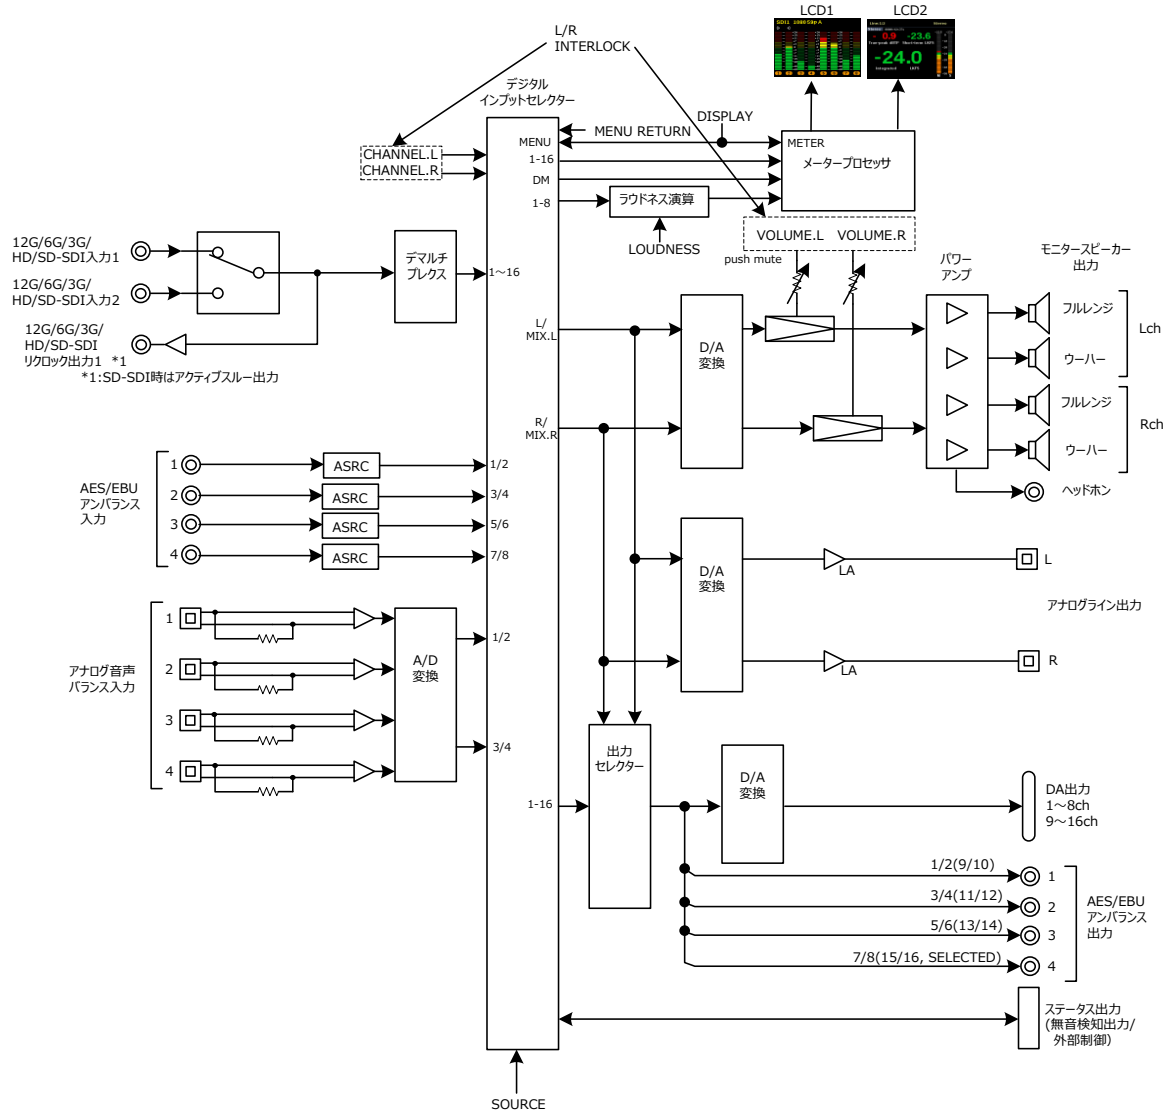 LCD1
LCD2
SDI1 1080 59p A
-23.6
-24.0
L/R
INTERLOCK
デジタル
インプットセレクター
DISPLAY
MENU RETURN
MENU
METER
メータープロセッサ
1-16
DM
1-8
ラウドネス演算
LOUDNESS
CHANNEL.L
CHANNEL.R
VOLUME.L
VOLUME.R
push mute
12G/6G/3G/
HD/SD-SDI入力1
12G/6G/3G/
HD/SD-SDI入力2
12G/6G/3G/
HD/SD-SDI
リクロック出力1 *1
*1:SD-SDI時はアクティブスルー出力
デマルチ
プレクス
1～16
L/
MIX.L
R/
MIX.R
D/A
変換
パワー
アンプ
モニタースピーカー
出力
フルレンジ
ウーハー
Lch
フルレンジ
ウーハー
Rch
ヘッドホン
AES/EBU
アンバランス
入力
1
ASRC
1/2
2
ASRC
3/4
3
ASRC
5/6
4
ASRC
7/8
D/A
変換
LA
L
アナログライン出力
LA
R
アナログ音声
バランス入力
1
2
3
4
A/D
変換
1/2
3/4
1-16
出力
セレクター
D/A
変換
DA出力
1～8ch
9～16ch
1/2(9/10)
1
3/4(11/12)
2
5/6(13/14)
3
7/8(15/16, SELECTED)
4
AES/EBU
アンバランス
出力
ステータス出力
(無音検知出力/
外部制御)
SOURCE